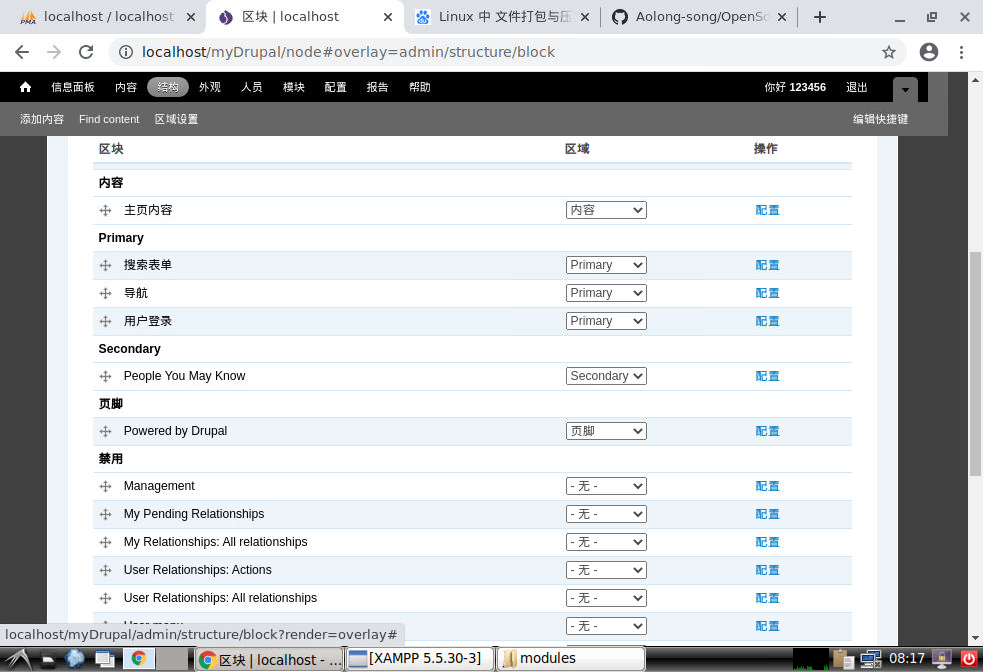 localhost / localhost
区块 | localhost
Linux 中 文件打包与压
Aolong-song/OpenSo
localhost/myDrupal/node#overlay=admin/structure/block
信息面板 内容 结构 外观 人员 模块 配置 报告 帮助 你好 123456 退出
添加内容 Find content 区域设置 编辑快捷键
区块 区域 操作
内容
主页内容 内容 配置
Primary
搜索表单 Primary 配置
导航 Primary 配置
用户登录 Primary 配置
Secondary
People You May Know Secondary 配置
页脚
Powered by Drupal 页脚 配置
禁用
Management - 无 - 配置
My Pending Relationships - 无 - 配置
My Relationships: All relationships - 无 - 配置
User Relationships: Actions - 无 - 配置
User Relationships: All relationships - 无 - 配置
User menu - 无 - 配置
localhost/myDrupal/admin/structure/block?render=overlay#
区块 | localhost - ... [XAMPP 5.5.30-3] modules 08:17